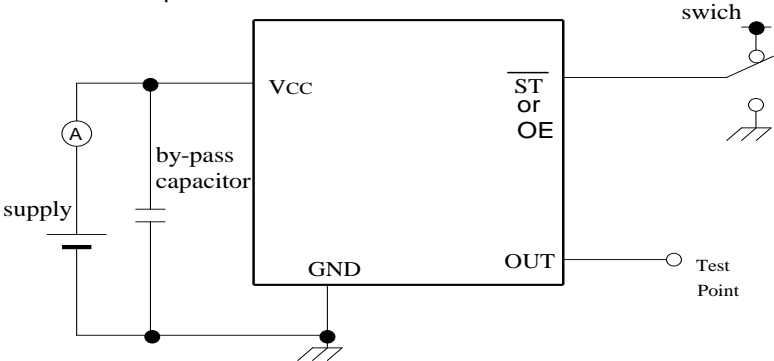 swich
VCC
ST
or
OE
A
by-pass
capacitor
supply
GND
OUT
Test
Point